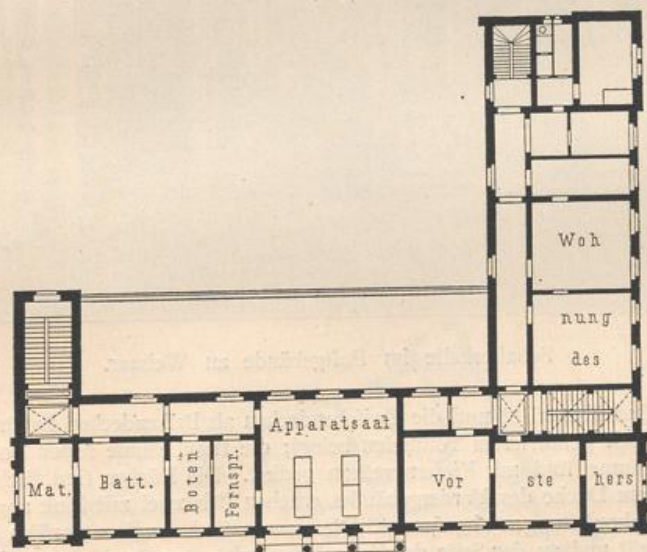 Woh
nung
des
Apparatsaal
Mat.
Batt.
Boten
Fernspr.
Vor
ste
hers